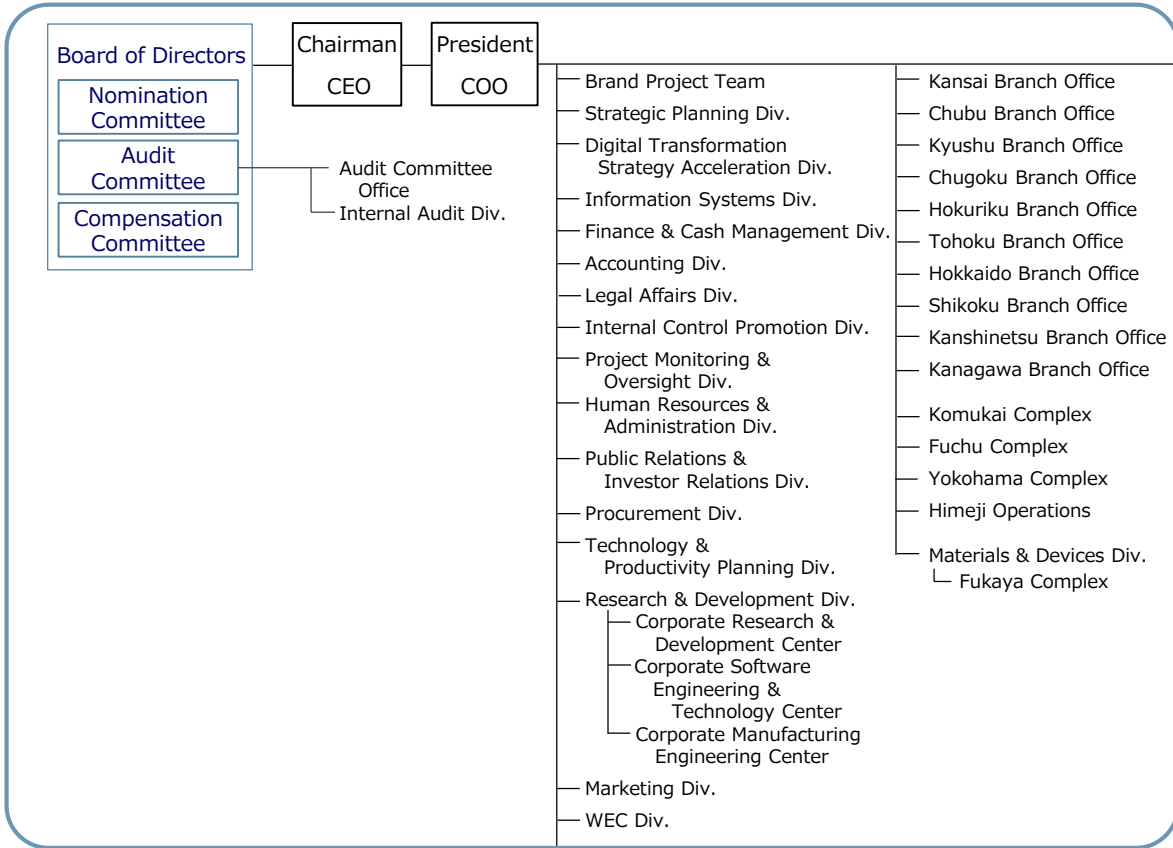 Board of Directors
Nomination
Committee
Audit
Committee
Compensation
Committee
Chairman
CEO
President
COO
Audit Committee
Office
Internal Audit Div.
Brand Project Team
Strategic Planning Div.
Digital Transformation
Strategy Acceleration Div.
Information Systems Div.
Finance & Cash Management Div.
Accounting Div.
Legal Affairs Div.
Internal Control Promotion Div.
Project Monitoring &
Oversight Div.
Human Resources &
Administration Div.
Public Relations &
Investor Relations Div.
Procurement Div.
Technology &
Productivity Planning Div.
Research & Development Div.
Corporate Research &
Development Center
Corporate Software
Engineering &
Technology Center
Corporate Manufacturing
Engineering Center
Marketing Div.
WEC Div.
Kansai Branch Office
Chubu Branch Office
Kyushu Branch Office
Chugoku Branch Office
Hokuriku Branch Office
Tohoku Branch Office
Hokkaido Branch Office
Shikoku Branch Office
Kanshinetsu Branch Office
Kanagawa Branch Office
Komukai Complex
Fuchu Complex
Yokohama Complex
Himeji Operations
Materials & Devices Div.
Fukaya Complex